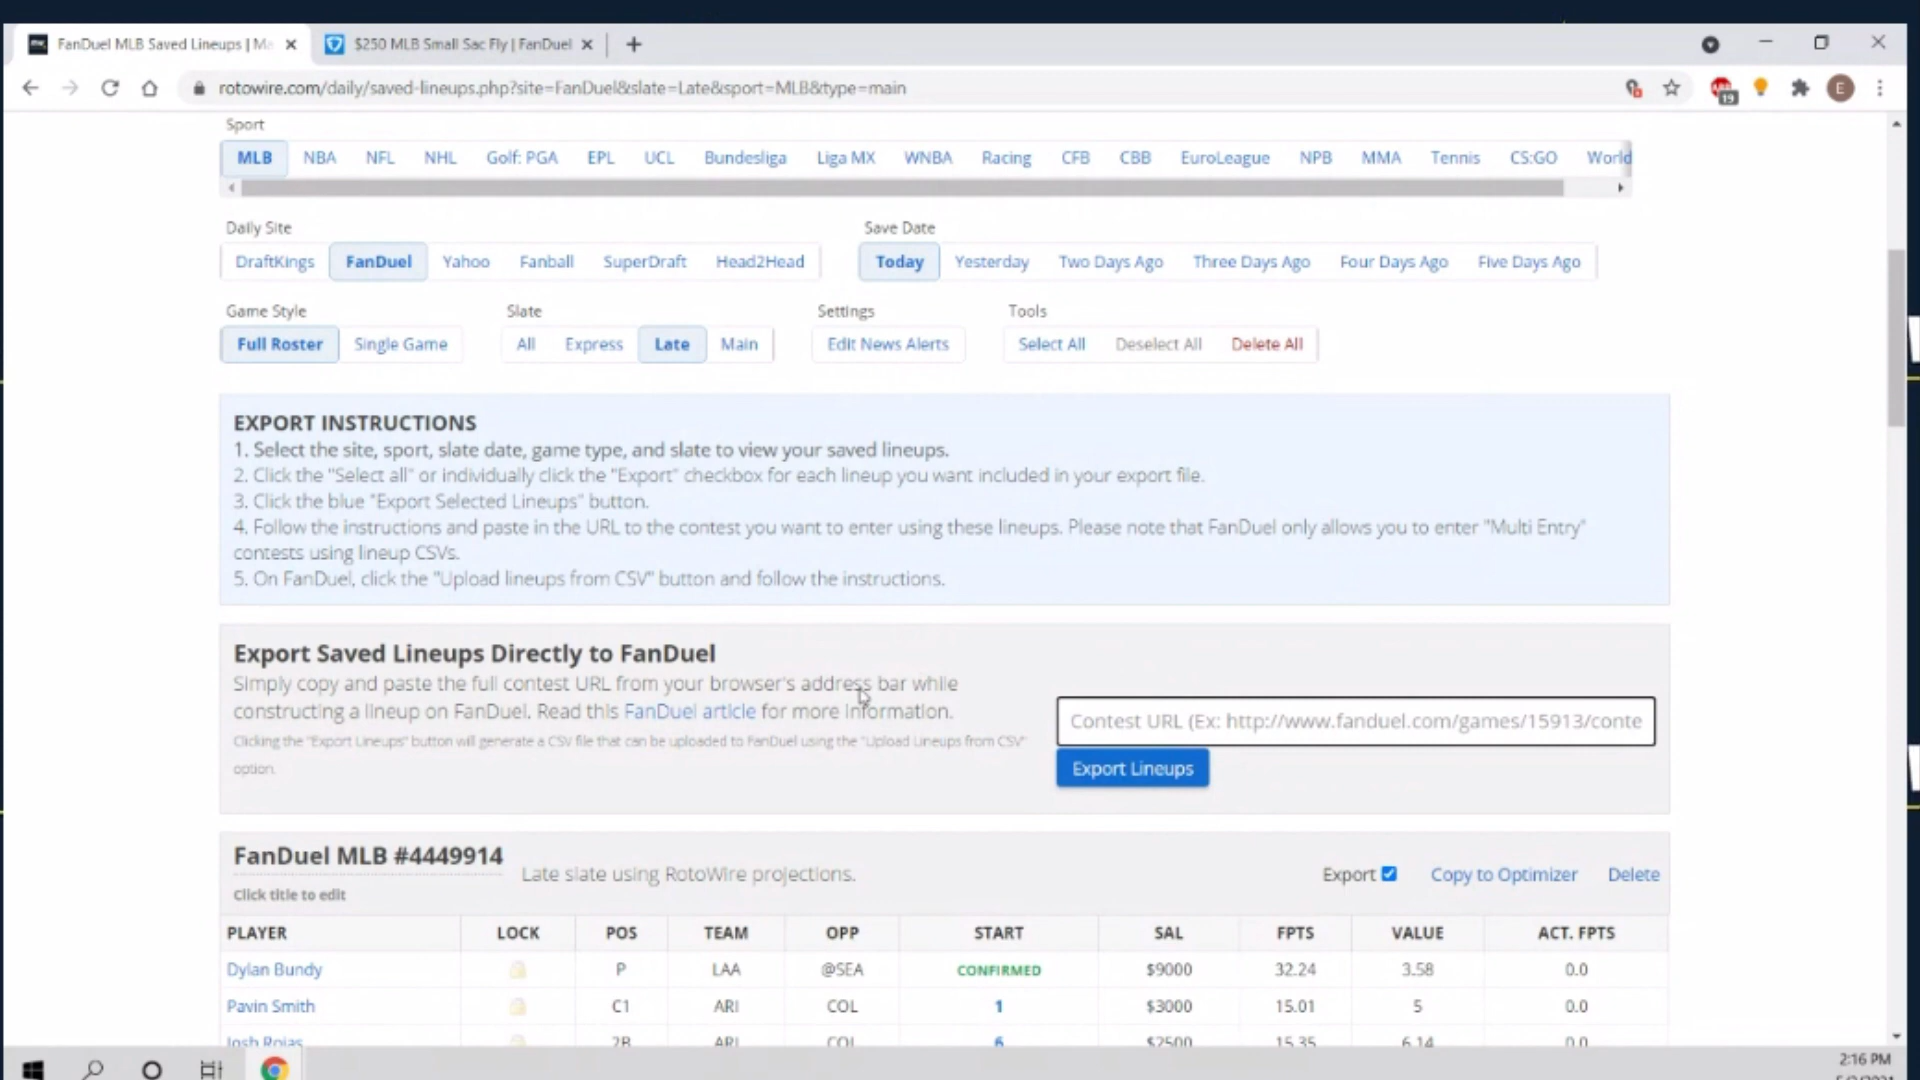 FanDuel MLB Saved Lineups | Ma
$250 MLB Small Sac Fly | FanDuel
rotowire.com/daily/saved-lineups.php?site=FanDuel&slate=Late&sport=MLB&type=main
19
E
Sport
MLB NBA NFL NHL Golf: PGA EPL UCL Bundesliga Liga MX WNBA Racing CFB CBB EuroLeague NPB MMA Tennis CS:GO World
Daily Site Save Date
DraftKings FanDuel Yahoo Fanball SuperDraft Head2Head Today Yesterday Two Days Ago Three Days Ago Four Days Ago Five Days Ago
Game Style Slate Settings Tools
Full Roster Single Game All Express Late Main Edit News Alerts Select All Deselect All Delete All
EXPORT INSTRUCTIONS
1. Select the site, sport, slate date, game type, and slate to view your saved lineups.
2. Click the "Select all" or individually click the "Export" checkbox for each lineup you want included in your export file.
3. Click the blue "Export Selected Lineups" button.
4. Follow the instructions and paste in the URL to the contest you want to enter using these lineups. Please note that FanDuel only allows you to enter "Multi Entry"
contests using lineup CSVs.
5. On FanDuel, click the "Upload lineups from CSV" button and follow the instructions.
Export Saved Lineups Directly to FanDuel
Simply copy and paste the full contest URL from your browser's address bar while
constructing a lineup on FanDuel. Read this FanDuel article for more information.
Clicking the "Export Lineups" button will generate a CSV file that can be uploaded to FanDuel using the "Upload Lineups from CSV"
option.
Contest URL (Ex: http://www.fanduel.com/games/15913/conte
Export Lineups
FanDuel MLB #4449914
Late slate using RotoWire projections.
Export Copy to Optimizer Delete
Click title to edit
PLAYER LOCK POS TEAM OPP START SAL FPTS VALUE ACT. FPTS
Dylan Bundy P LAA @SEA CONFIRMED $9000 32.24 3.58 0.0
Pavin Smith C1 ARI COL 1 $3000 15.01 5 0.0
Josh Rojas 2B ARI COL 6 $2500 15.35 6.14 0.0
2:16 PM